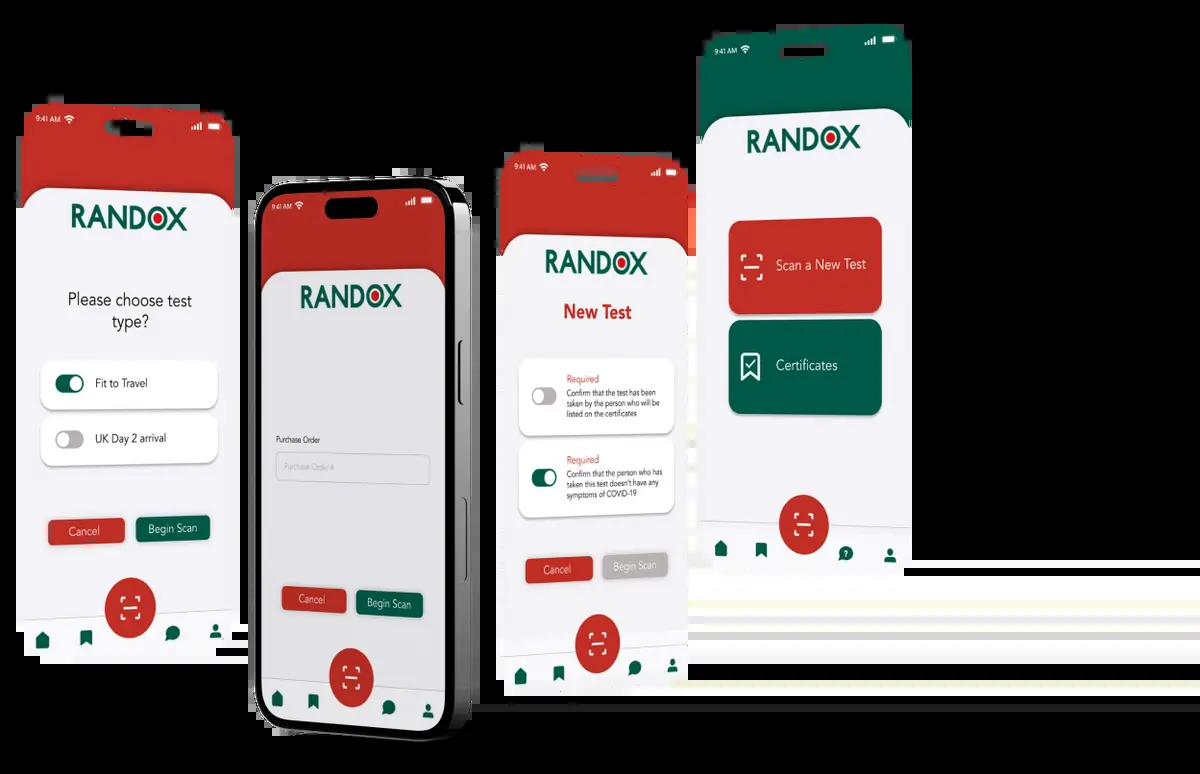 9:41 AM
RANDOX
Please choose test
type?
Fit to Travel
UK Day 2 arrival
Cancel
Begin Scan
9:41 AM
RANDOX
Purchase Order
Purchase Order #
Cancel
Begin Scan
9:41 AM
RANDOX
New Test
Required
Confirm that the test has been
taken by the person who will be
listed on the certificates
Required
Confirm that the person who has
taken this test doesn't have any
symptoms of COVID-19
Cancel
Begin Scan
9:41 AM
RANDOX
Scan a New Test
Certificates
?